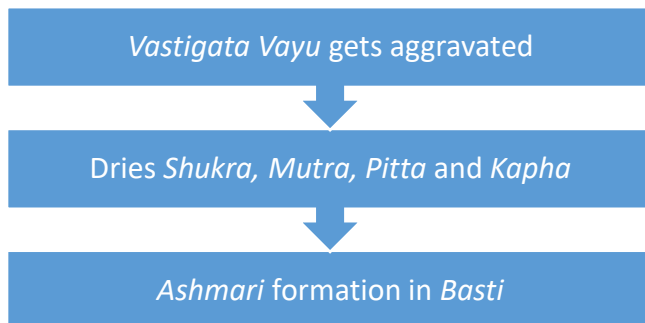 Vastigata Vayu gets aggravated
Dries Shukra, Mutra, Pitta and Kapha
Ashmari formation in Basti